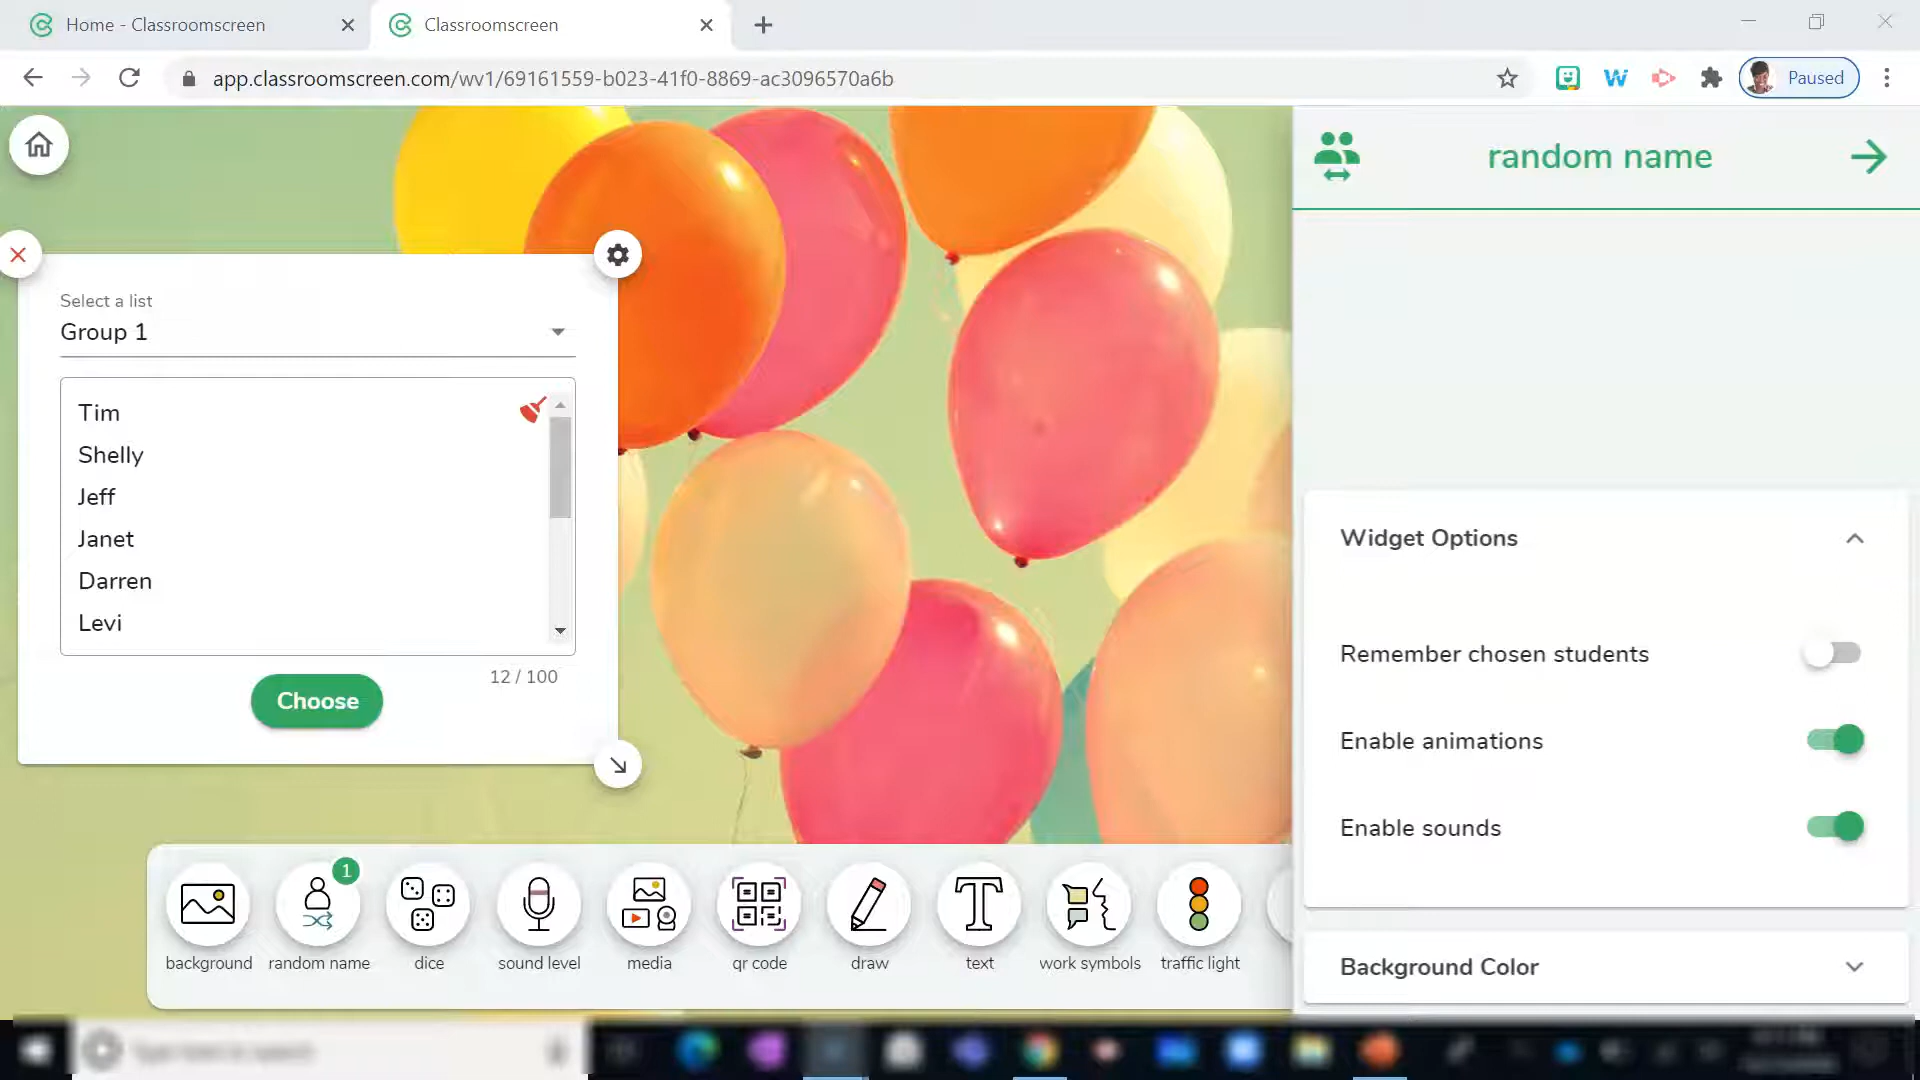 Home - Classroomscreen
Classroomscreen
app.classroomscreen.com/wv1/69161559-b023-41f0-8869-ac3096570a6b
Paused
random name
Select a list
Group 1
Tim
Shelly
Jeff
Janet
Darren
Levi
12 / 100
Choose
Widget Options
Remember chosen students
Enable animations
Enable sounds
Background Color
1
background
random name
dice
sound level
media
qr code
draw
text
work symbols
traffic light